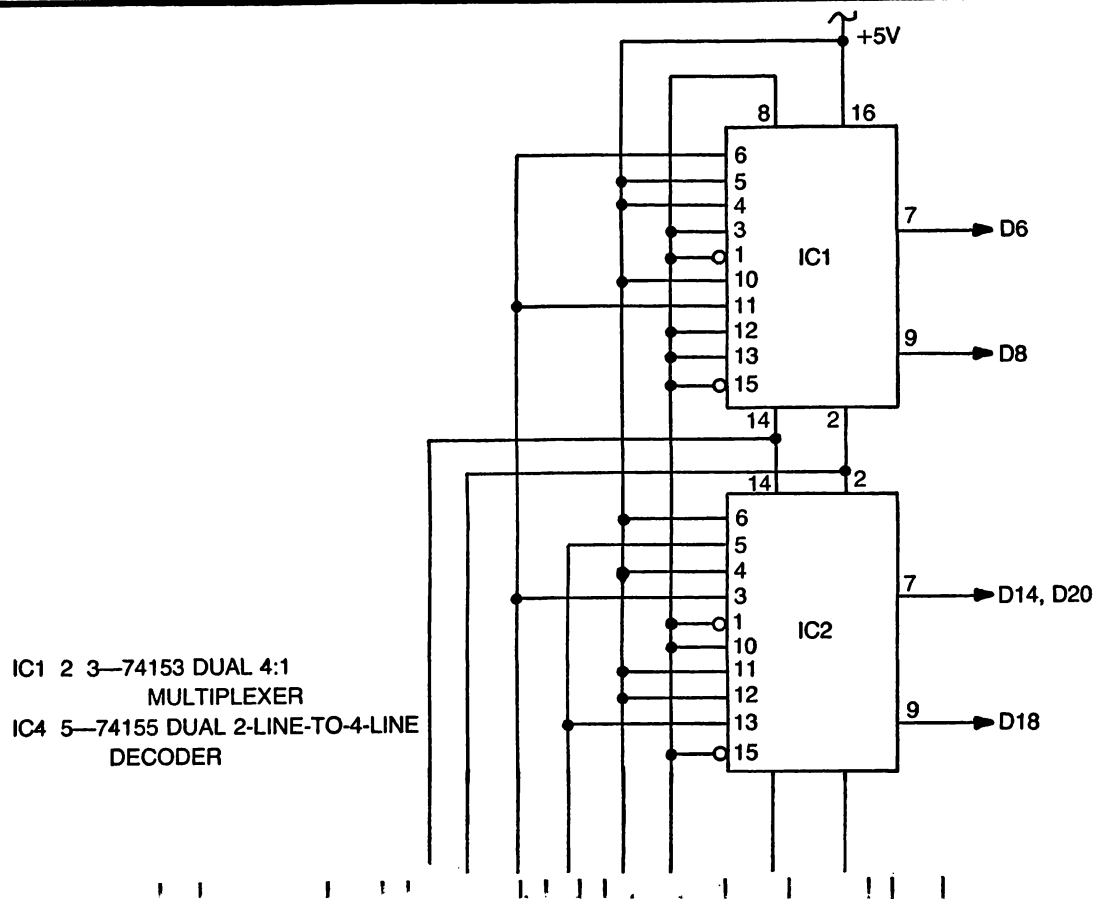 +5V
8 16
6
5
4
3
1
10
11
12
13
15
IC1
7 D6
9 D8
14 2
14 2
6
5
4
3
1
10
11
12
13
15
IC2
7 D14, D20
9 D18
IC1 2 3—74153 DUAL 4:1
MULTIPLEXER
IC4 5—74155 DUAL 2-LINE-TO-4-LINE
DECODER